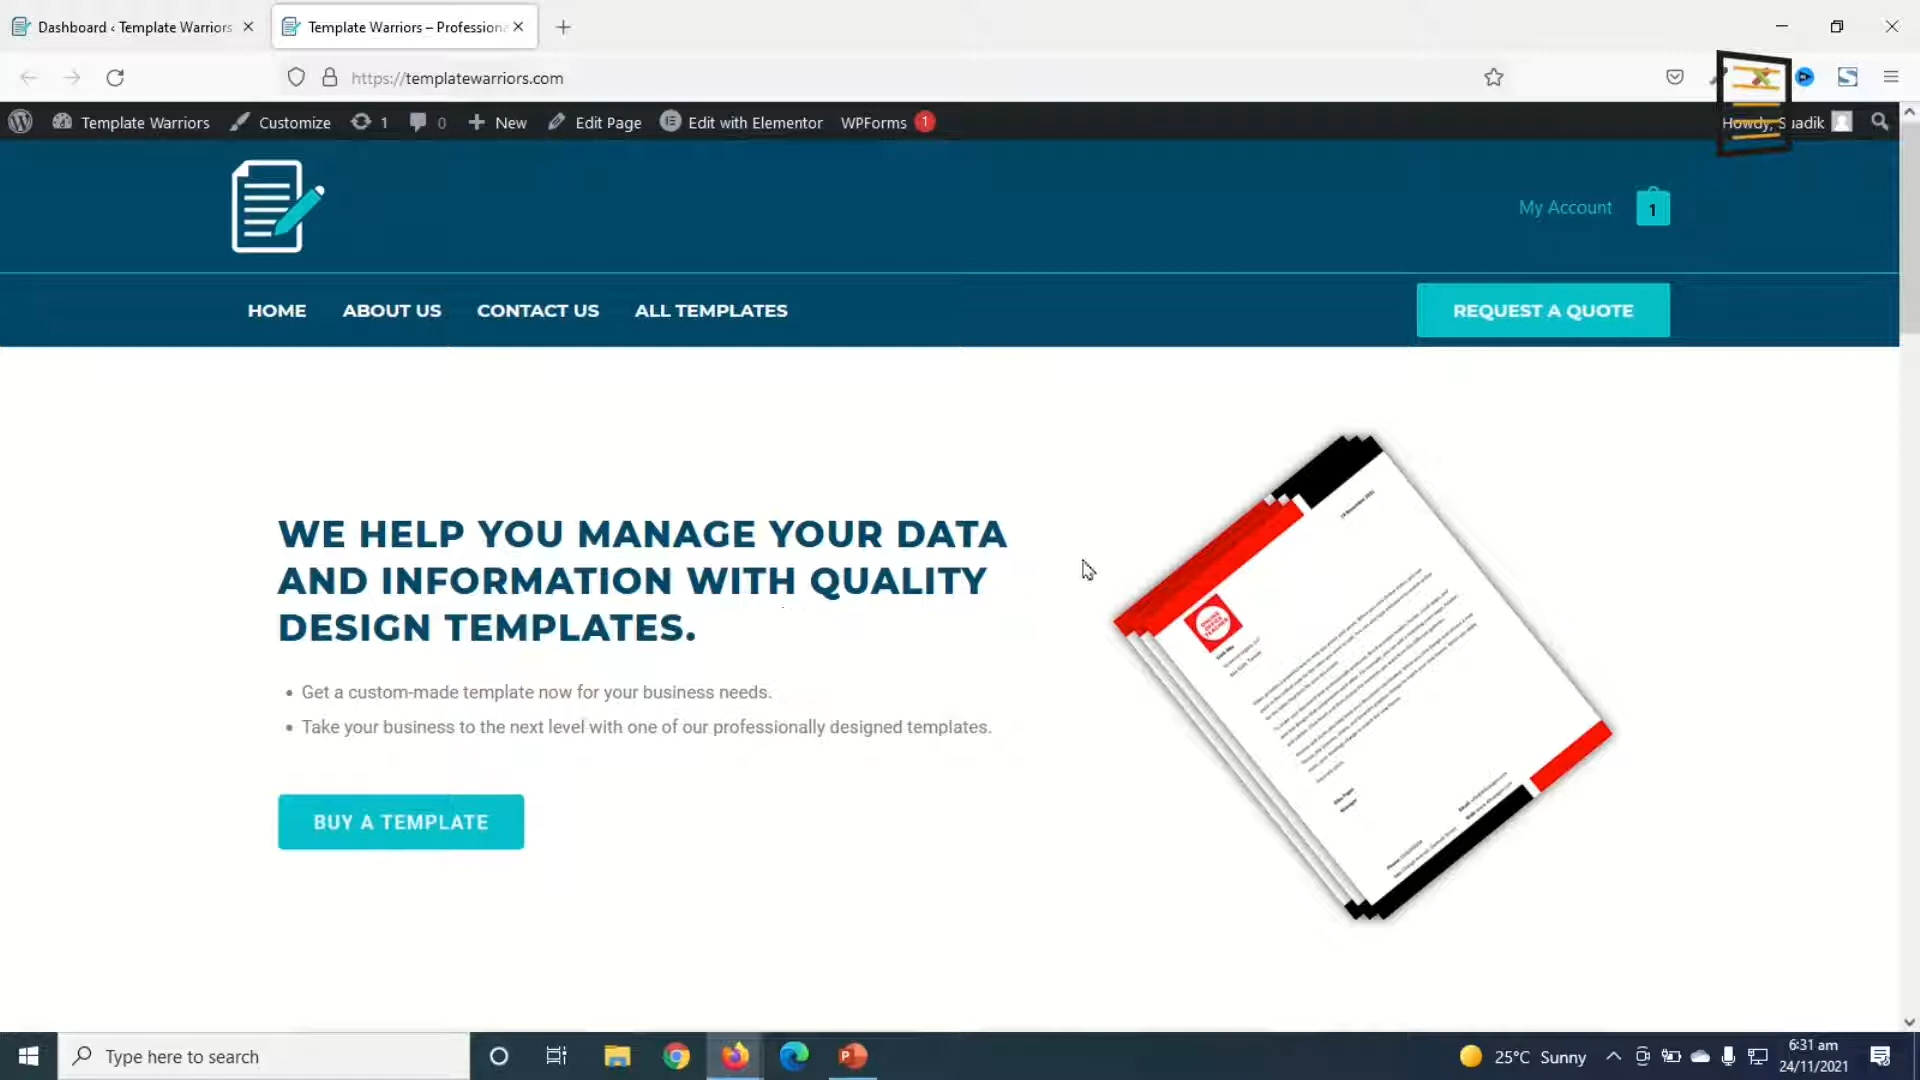 Dashboard ‹ Template Warriors
Template Warriors – Profession
https://templatewarriors.com
Template Warriors
Customize
1
0
New
Edit Page
Edit with Elementor
WPForms 1
Howdy, Suadik
My Account
1
HOME
ABOUT US
CONTACT US
ALL TEMPLATES
REQUEST A QUOTE
WE HELP YOU MANAGE YOUR DATA
AND INFORMATION WITH QUALITY
DESIGN TEMPLATES.
• Get a custom-made template now for your business needs.
• Take your business to the next level with one of our professionally designed templates.
BUY A TEMPLATE
Type here to search
25°C Sunny
6:31 am
24/11/2021